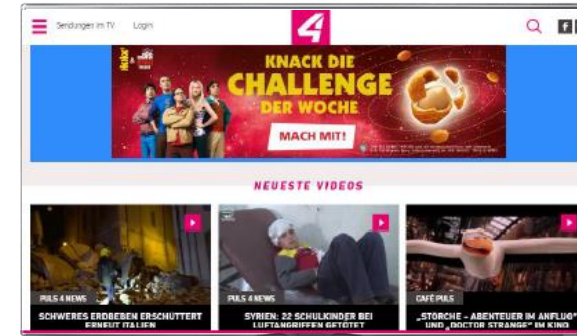 Sendungen im TV Login
4
f
KNACK DIE
CHALLENGE
DER WOCHE
MACH MIT!
NEUESTE VIDEOS
PULS 4 NEWS
SCHWERES ERDBEBEN ERSCHÜTTERT
ERNEUT ITALIEN
PULS 4 NEWS
SYRIEN: 22 SCHULKINDER BEI
LUFTANGRIFFEN GETÖTET
CAFÉ PULS
„STÖRCHE - ABENTEUER IM ANFLUG“
UND „DOCTOR STRANGE“ IM KINO